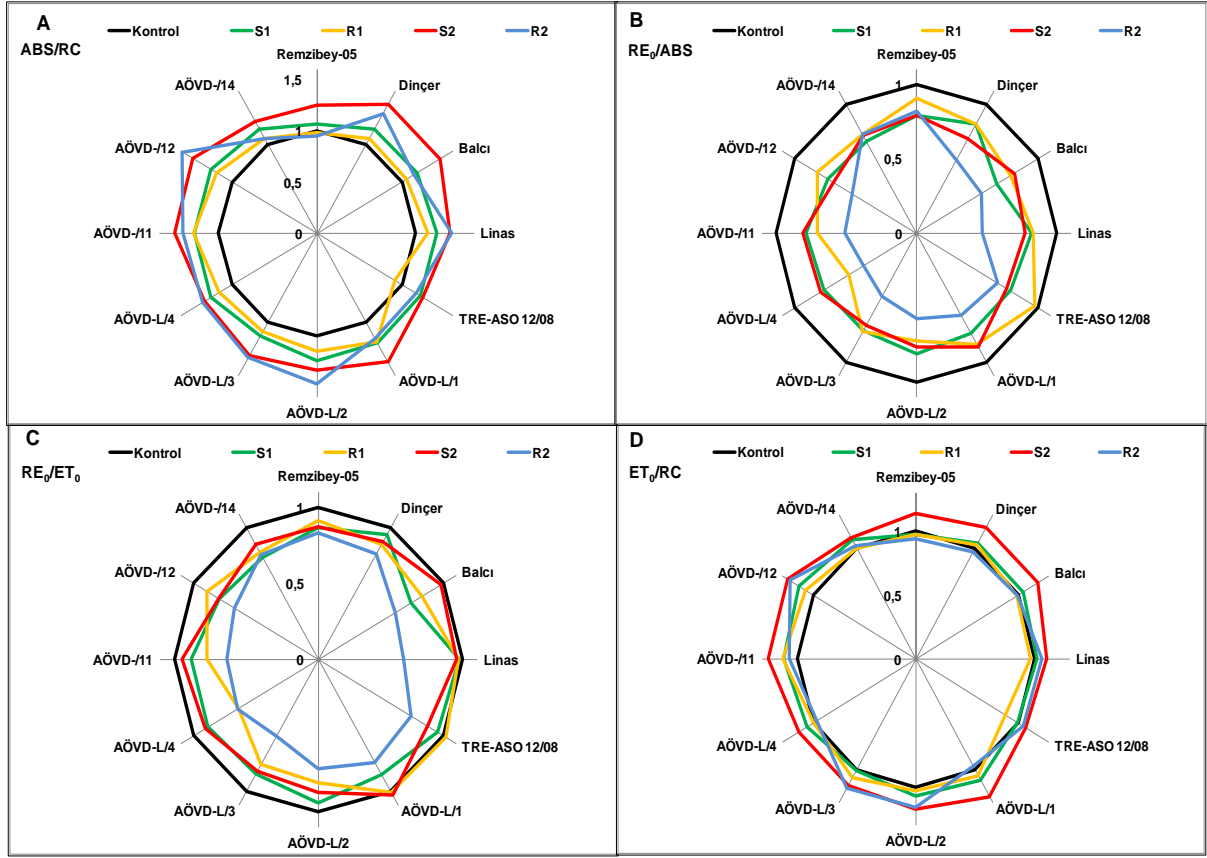 A
Kontrol S1 R1 S2 R2
ABS/RC
Remzibey-05
1,5
AÖVD-/14
Dinçer
1
AÖVD-/12
Balcı
0,5
AÖVD-/11
0
Linas
AÖVD-L/4
TRE-ASO 12/08
AÖVD-L/3
AÖVD-L/1
AÖVD-L/2
B
Kontrol S1 R1 S2 R2
RE₀/ABS
Remzibey-05
1
AÖVD-/14
Dinçer
AÖVD-/12
Balcı
0,5
AÖVD-/11
0
Linas
AÖVD-L/4
TRE-ASO 12/08
AÖVD-L/3
AÖVD-L/1
AÖVD-L/2
C
Kontrol S1 R1 S2 R2
RE₀/ET₀
Remzibey-05
1
AÖVD-/14
Dinçer
AÖVD-/12
Balcı
0,5
AÖVD-/11
0
Linas
AÖVD-L/4
TRE-ASO 12/08
AÖVD-L/3
AÖVD-L/1
AÖVD-L/2
D
Kontrol S1 R1 S2 R2
ET₀/RC
Remzibey-05
AÖVD-/14
Dinçer
1
AÖVD-/12
Balcı
0,5
AÖVD-/11
0
Linas
AÖVD-L/4
TRE-ASO 12/08
AÖVD-L/3
AÖVD-L/1
AÖVD-L/2